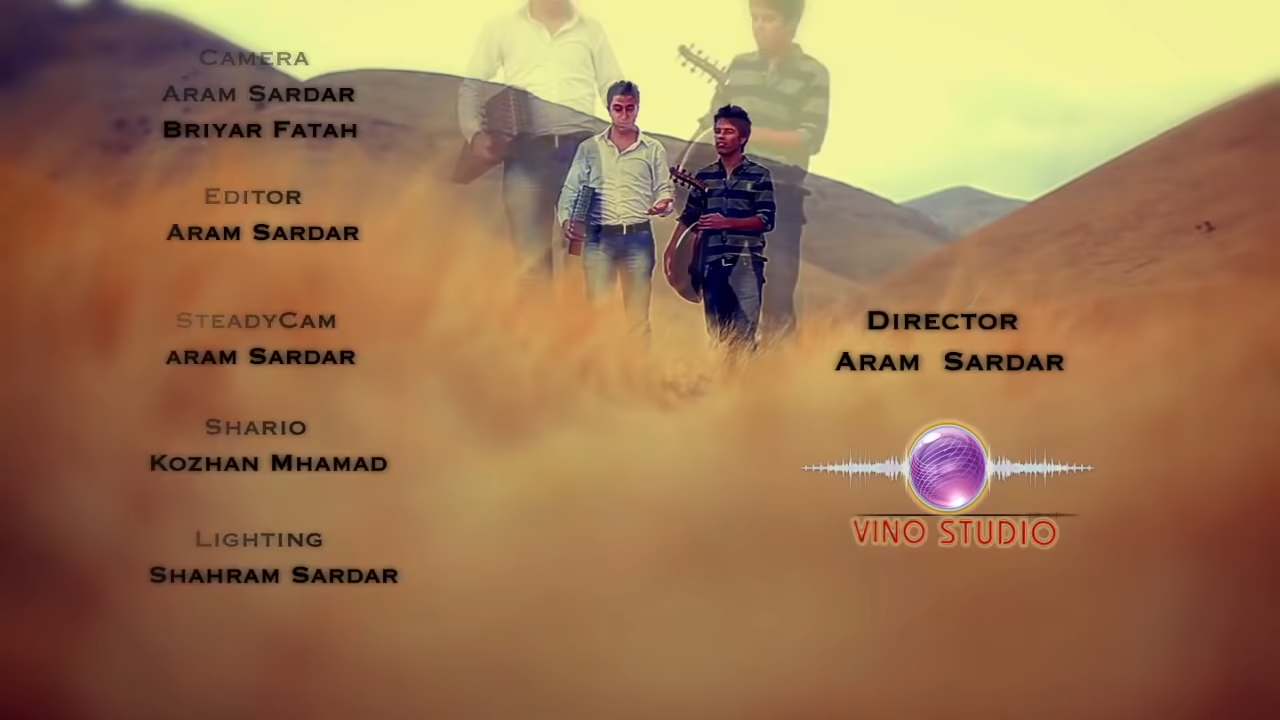 Camera
Aram Sardar
Briyar Fatah
Editor
Aram Sardar
SteadyCam
aram Sardar
Shario
Kozhan Mhamad
Lighting
Shahram Sardar
Director
Aram Sardar
VINO STUDIO